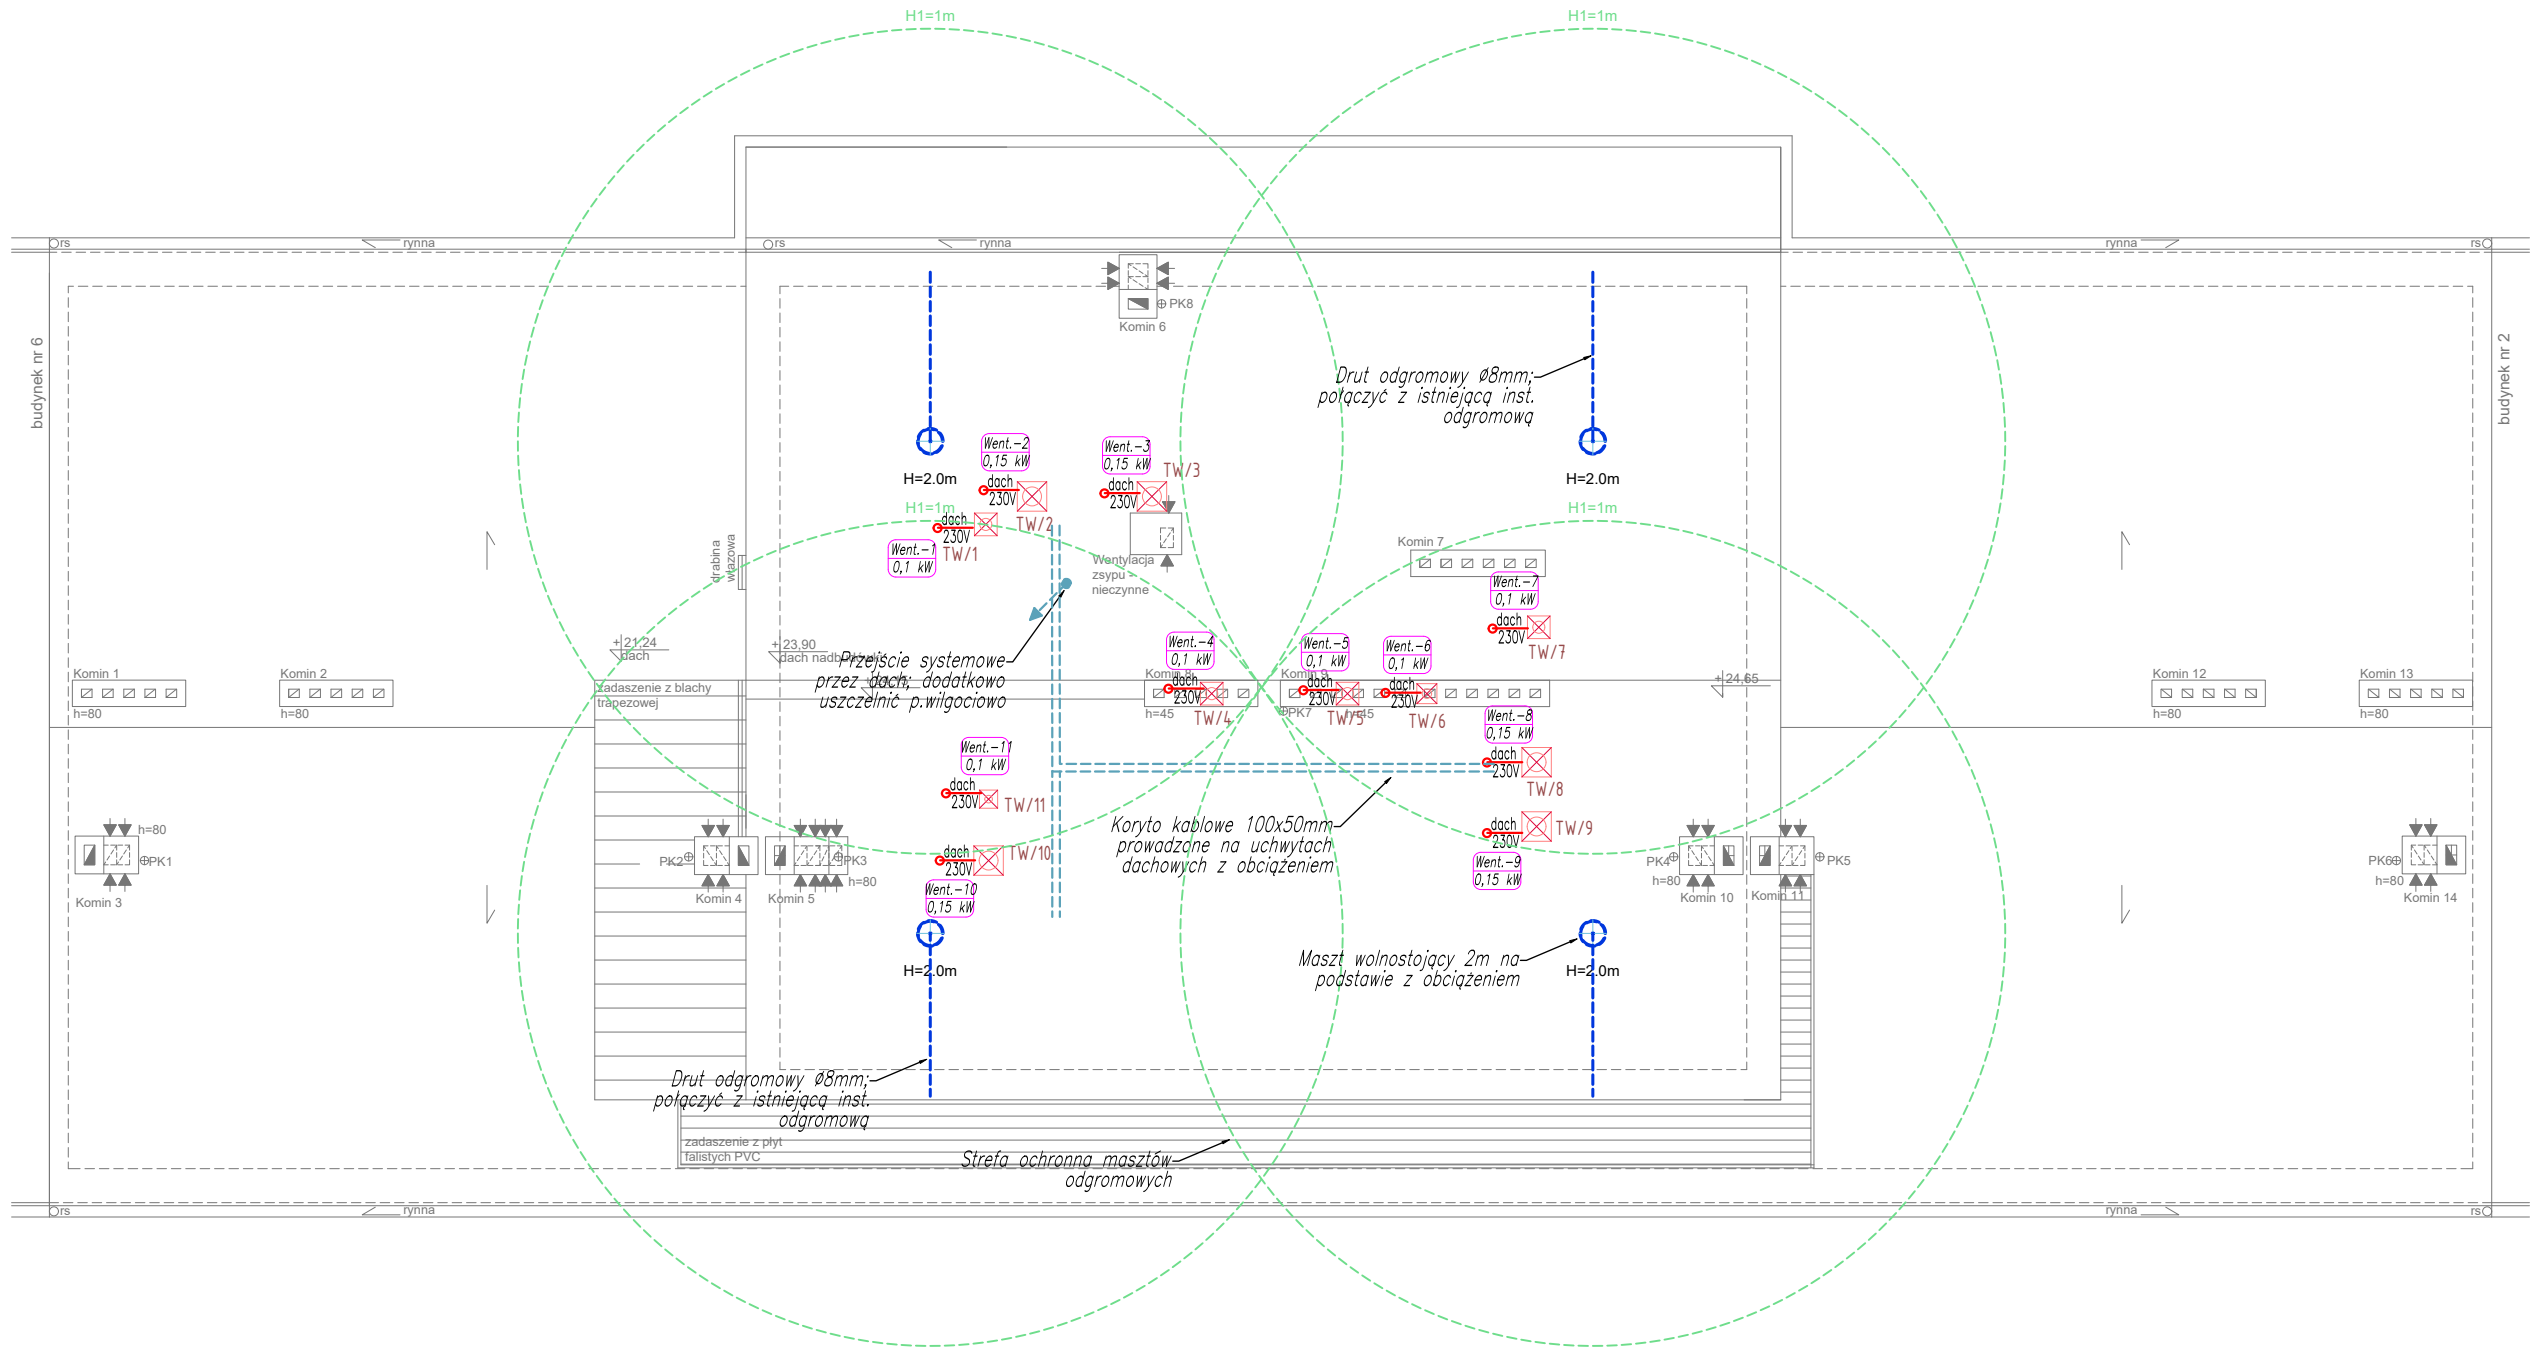 H1=1m
H1=1m
rs
rynna
rs
rynna
rynna
rs
PK8
Komin 6
budynek nr 6
budynek nr 2
Drut odgromowy Ø8mm;
połączyć z istniejącą inst.
odgromową
H=2.0m
H=2.0m
Went.-2
0,15 kW
dach
230V
TW/2
Went.-3
0,15 kW
dach
230V
TW/3
H1=1m
H1=1m
dach
230V
TW/1
Went.-1
0,1 kW
drabina
włazowa
Wentylacja
zsypu -
nieczynne
Komin 7
Went.-7
0,1 kW
dach
230V
TW/7
+21,24
dach
+23,90
dach nadbudówki
Przejście systemowe
przez dach; dodatkowo
uszczelnić p.wilgociowo
Went.-4
0,1 kW
Went.-5
0,1 kW
Went.-6
0,1 kW
Komin 1
h=80
Komin 2
h=80
zadaszenie z blachy
trapezowej
Komin 8
dach
230V
TW/4
h=45
Komin 9
dach
230V
TW/5
h=45
PK7
dach
230V
TW/6
+24,65
Komin 12
h=80
Komin 13
h=80
Went.-8
0,15 kW
dach
230V
TW/8
Went.-11
0,1 kW
dach
230V
TW/11
Koryto kablowe 100x50mm
prowadzone na uchwytach
dachowych z obciążeniem
dach
230V
TW/9
Went.-9
0,15 kW
h=80
PK1
Komin 3
PK2
Komin 4
PK3
h=80
Komin 5
dach
230V
TW/10
Went.-10
0,15 kW
PK4
h=80
Komin 10
PK5
Komin 11
PK6
h=80
Komin 14
H=2.0m
Maszt wolnostojący 2m na
podstawie z obciążeniem
H=2.0m
Drut odgromowy Ø8mm;
połączyć z istniejącą inst.
odgromową
zadaszenie z płyt
falistych PVC
Strefa ochronna masztów
odgromowych
rs
rynna
rynna
rs